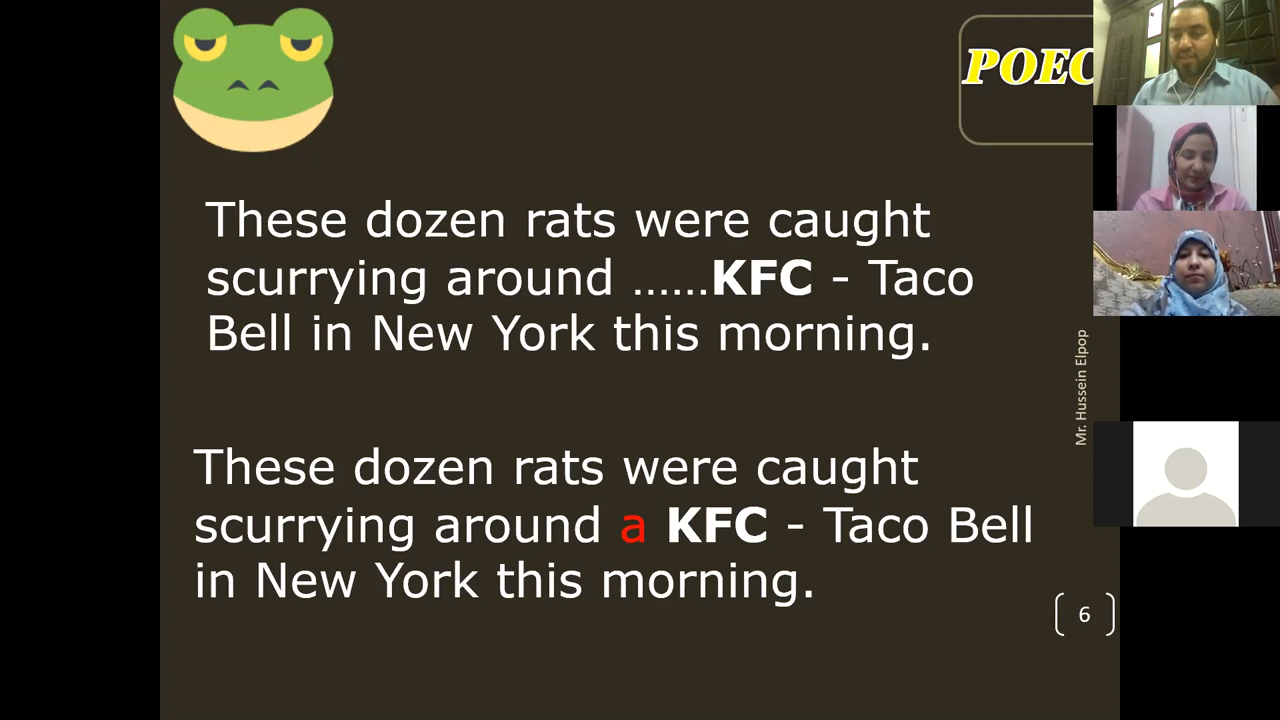 POEC
These dozen rats were caught
scurrying around ......KFC - Taco
Bell in New York this morning.
Mr. Hussein Elpop
These dozen rats were caught
scurrying around a KFC - Taco Bell
in New York this morning.
6